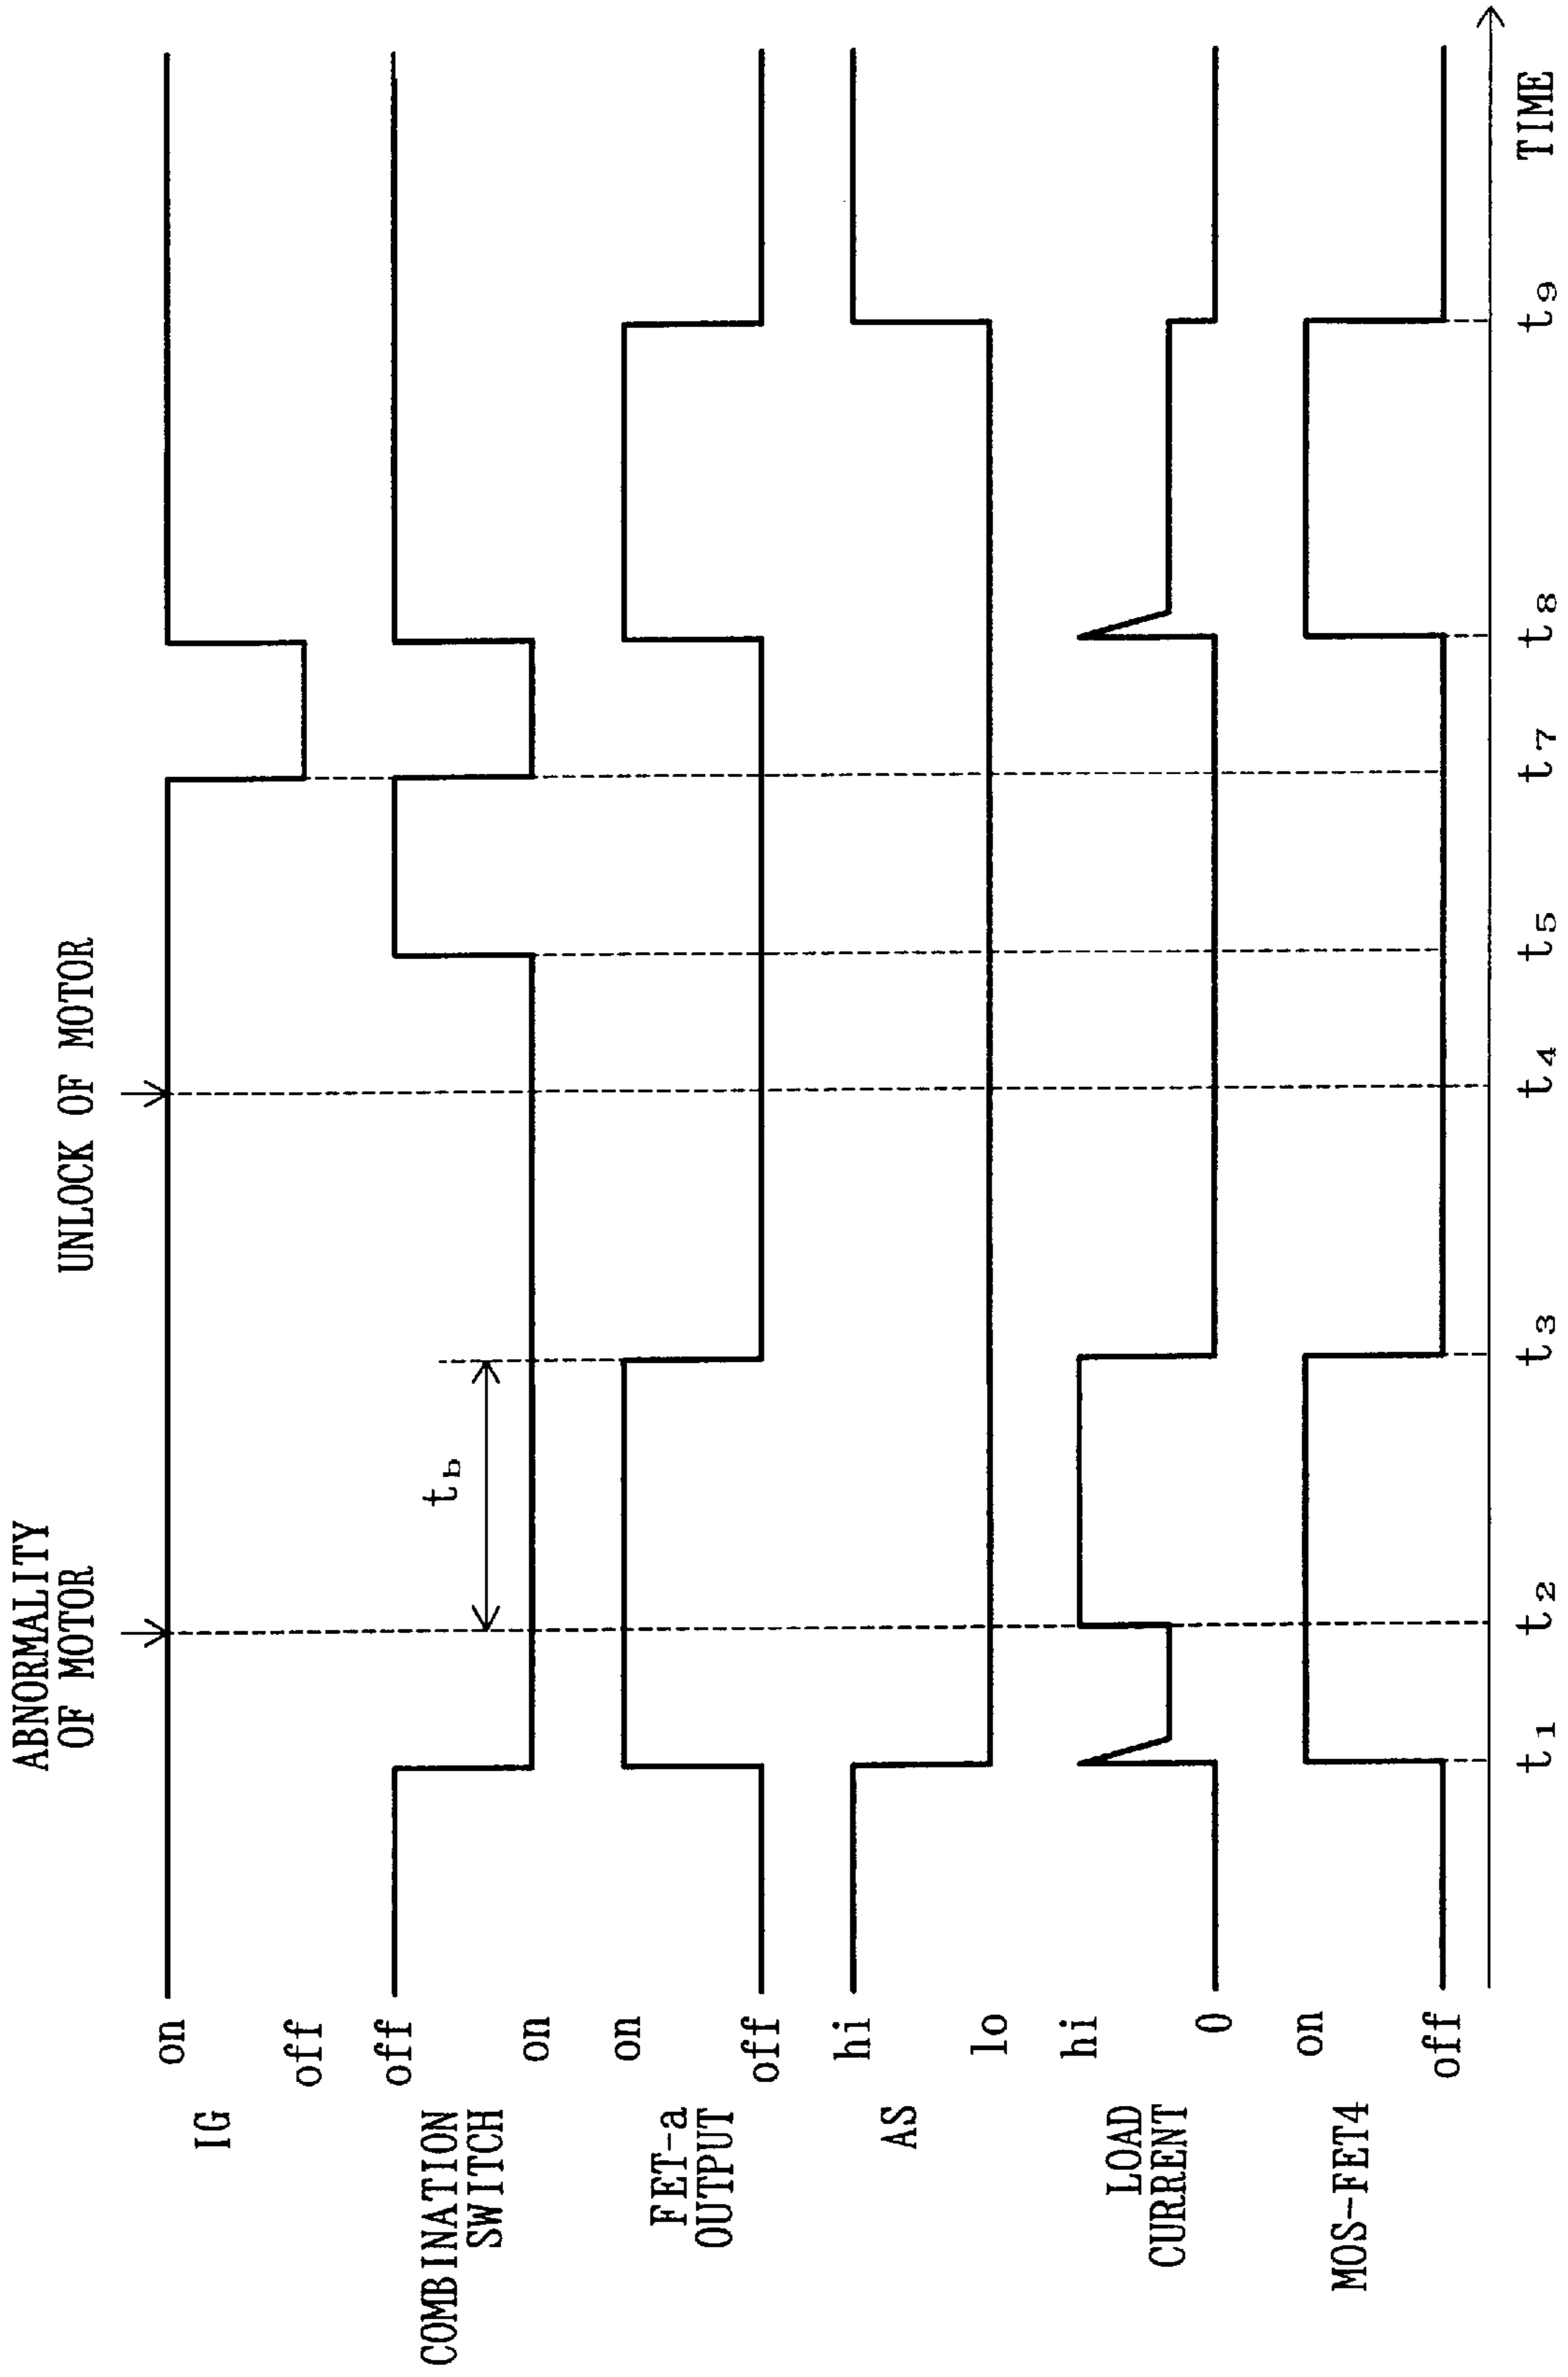 ABNORMALITY
OF MOTOR
UNLOCK OF MOTOR
IG
on
off
COMBINATION
SWITCH
off
on
tb
FET-a
OUTPUT
on
off
AS
hi
lo
LOAD
CURRENT
hi
0
MOS-FET4
on
off
t1
t2
t3
t4
t5
t7
t8
t9
TIME